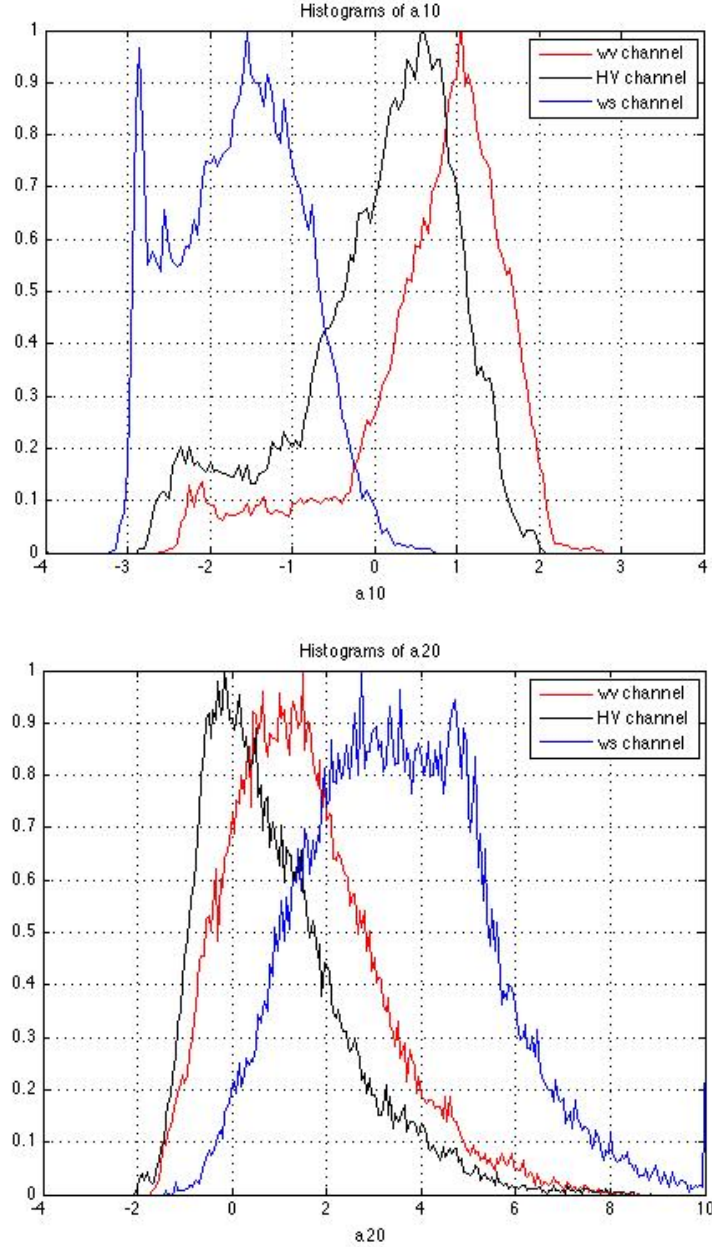 Histograms of a10
1
0.9
0.8
0.7
0.6
0.5
0.4
0.3
0.2
0.1
0
wv channel
HV channel
ws channel
-4 -3 -2 -1 0 1 2 3 4
a10
Histograms of a20
1
0.9
0.8
0.7
0.6
0.5
0.4
0.3
0.2
0.1
0
wv channel
HV channel
ws channel
-4 -2 0 2 4 6 8 10
a20